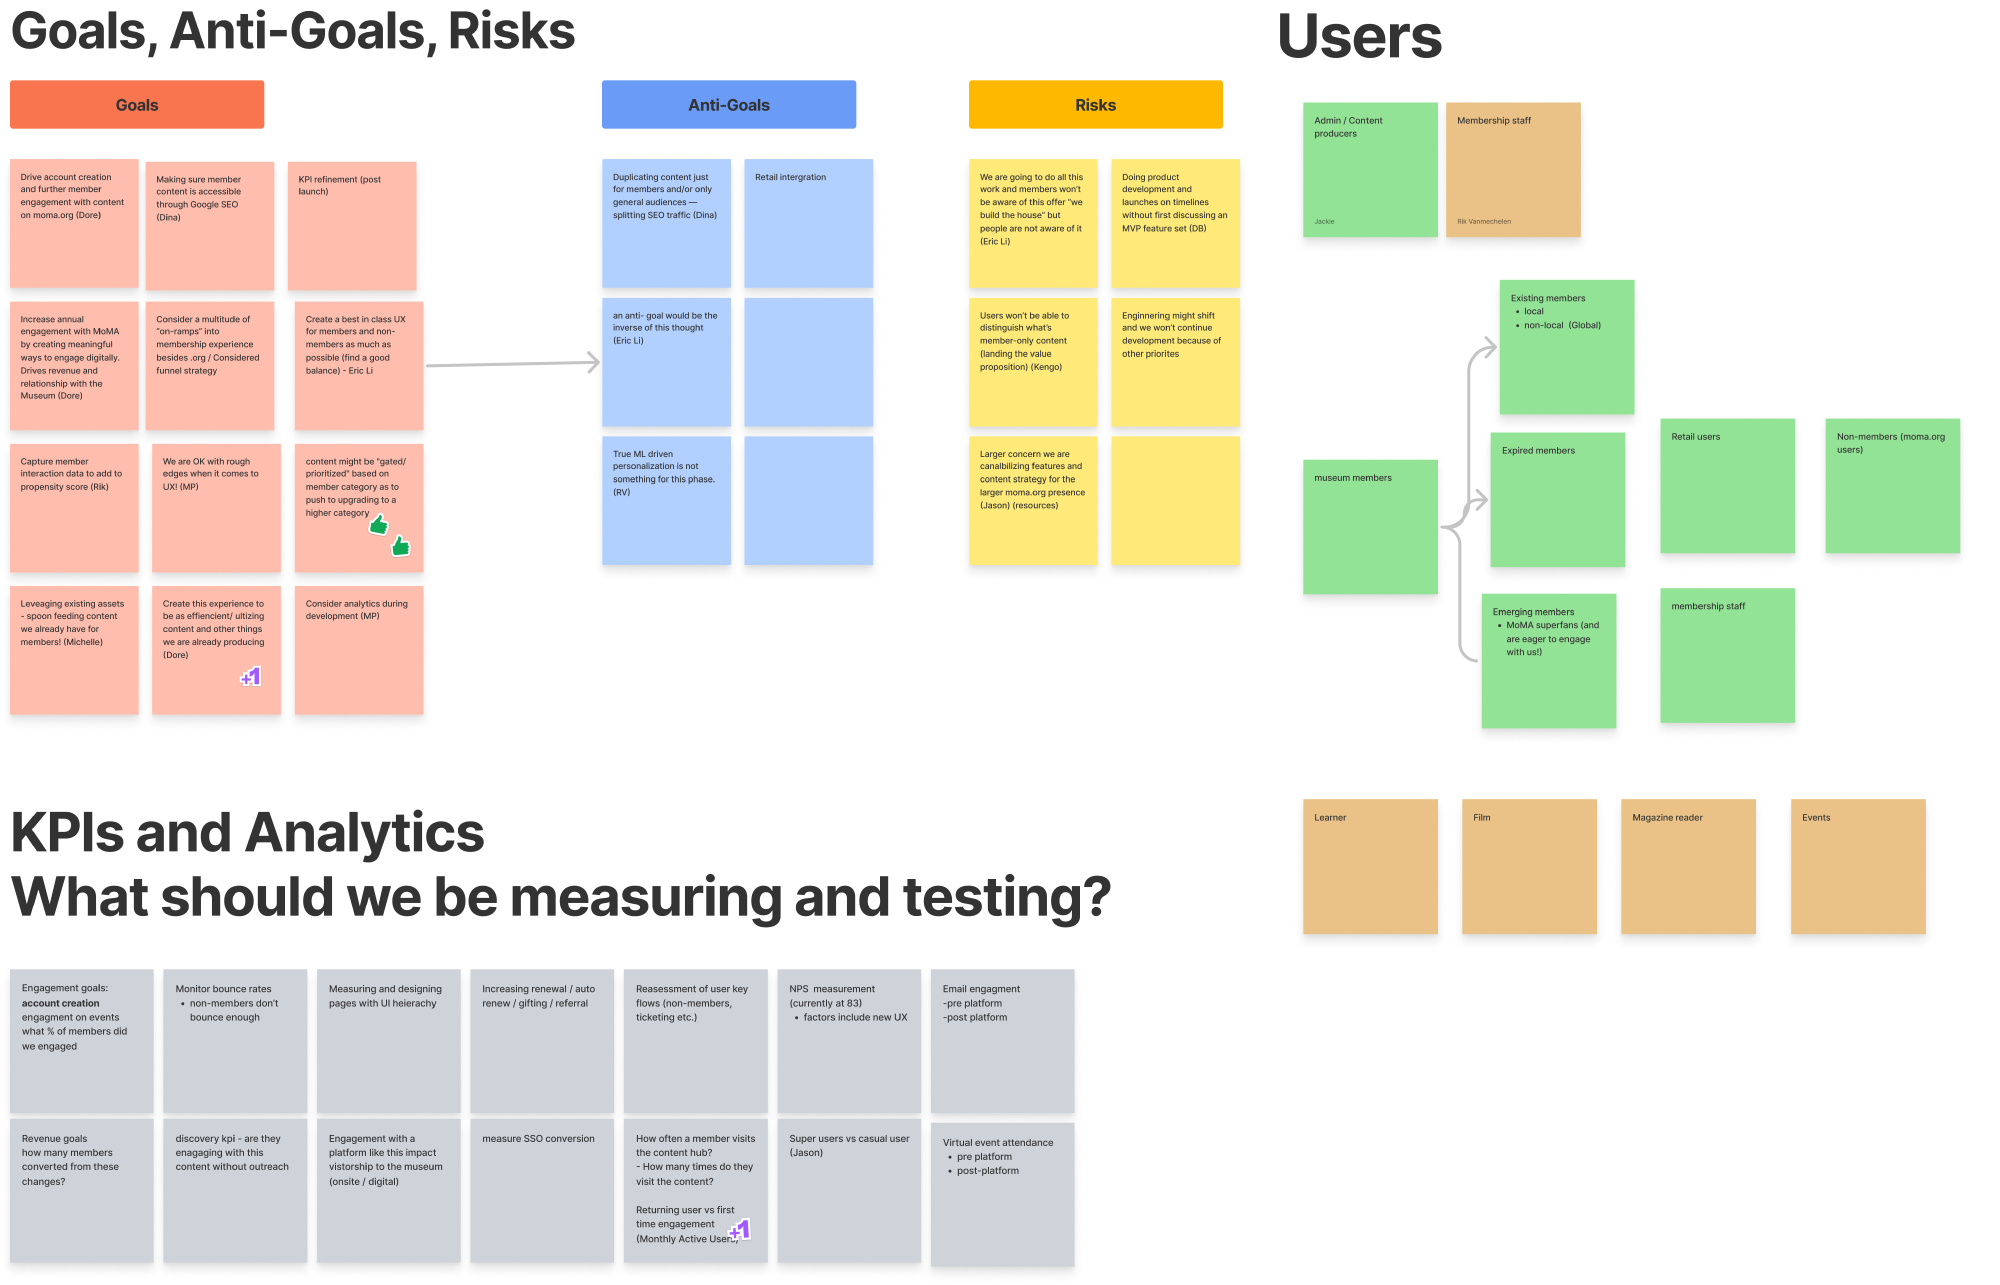 Goals, Anti-Goals, Risks
Goals
Drive account creation
and further member
engagement with content
on moma.org (Dore)
Making sure member
content is accessible
through Google SEO
(Dina)
KPI refinement (post
launch)
Increase annual
engagement with MoMA
by creating meaningful
ways to engage digitally.
Drives revenue and
relationship with the
Museum (Dore)
Consider a multitude of
"on-ramps" into
membership experience
besides .org / Considered
funnel strategy
Create a best in class UX
for members and non-
members as much as
possible (find a good
balance) - Eric Li
Capture member
interaction data to add to
propensity score (Rik)
We are OK with rough
edges when it comes to
UX! (MP)
content might be "gated/
prioritized" based on
member category as to
push to upgrading to a
higher category
Leveaging existing assets
- spoon feeding content
we already have for
members! (Michelle)
Create this experience to
be as effiencient/ ultizing
content and other things
we are already producing
(Dore)
+1
Consider analytics during
development (MP)
Anti-Goals
Duplicating content just
for members and/or only
general audiences —
splitting SEO traffic (Dina)
Retail intergration
an anti- goal would be the
inverse of this thought
(Eric Li)
True ML driven
personalization is not
something for this phase.
(RV)
Risks
We are going to do all this
work and members won't
be aware of this offer "we
build the house" but
people are not aware of it
(Eric Li)
Doing product
development and
launches on timelines
without first discussing an
MVP feature set (DB)
Users won't be able to
distinguish what's
member-only content
(landing the value
proposition) (Kengo)
Enginnering might shift
and we won't continue
development because of
other priorites
Larger concern we are
canalbilizing features and
content strategy for the
larger moma.org presence
(Jason) (resources)
Users
Admin / Content
producers
Jackie
Membership staff
Rik Vanmechelen
museum members
Existing members
• local
• non-local (Global)
Expired members
Emerging members
• MoMA superfans (and
are eager to engage
with us!)
Retail users
Non-members (moma.org
users)
membership staff
Learner
Film
Magazine reader
Events
KPIs and Analytics
What should we be measuring and testing?
Engagement goals:
account creation
engagment on events
what % of members did
we engaged
Monitor bounce rates
• non-members don't
bounce enough
Measuring and designing
pages with UI heierachy
Increasing renewal / auto
renew / gifting / referral
Reasessment of user key
flows (non-members,
ticketing etc.)
NPS measurement
(currently at 83)
• factors include new UX
Email engagment
-pre platform
-post platform
Revenue goals
how many members
converted from these
changes?
discovery kpi - are they
enagaging with this
content without outreach
Engagement with a
platform like this impact
vistorship to the museum
(onsite / digital)
measure SSO conversion
How often a member visits
the content hub?
- How many times do they
visit the content?
Returning user vs first
time engagement
(Monthly Active Users)
+1
Super users vs casual user
(Jason)
Virtual event attendance
• pre platform
• post-platform